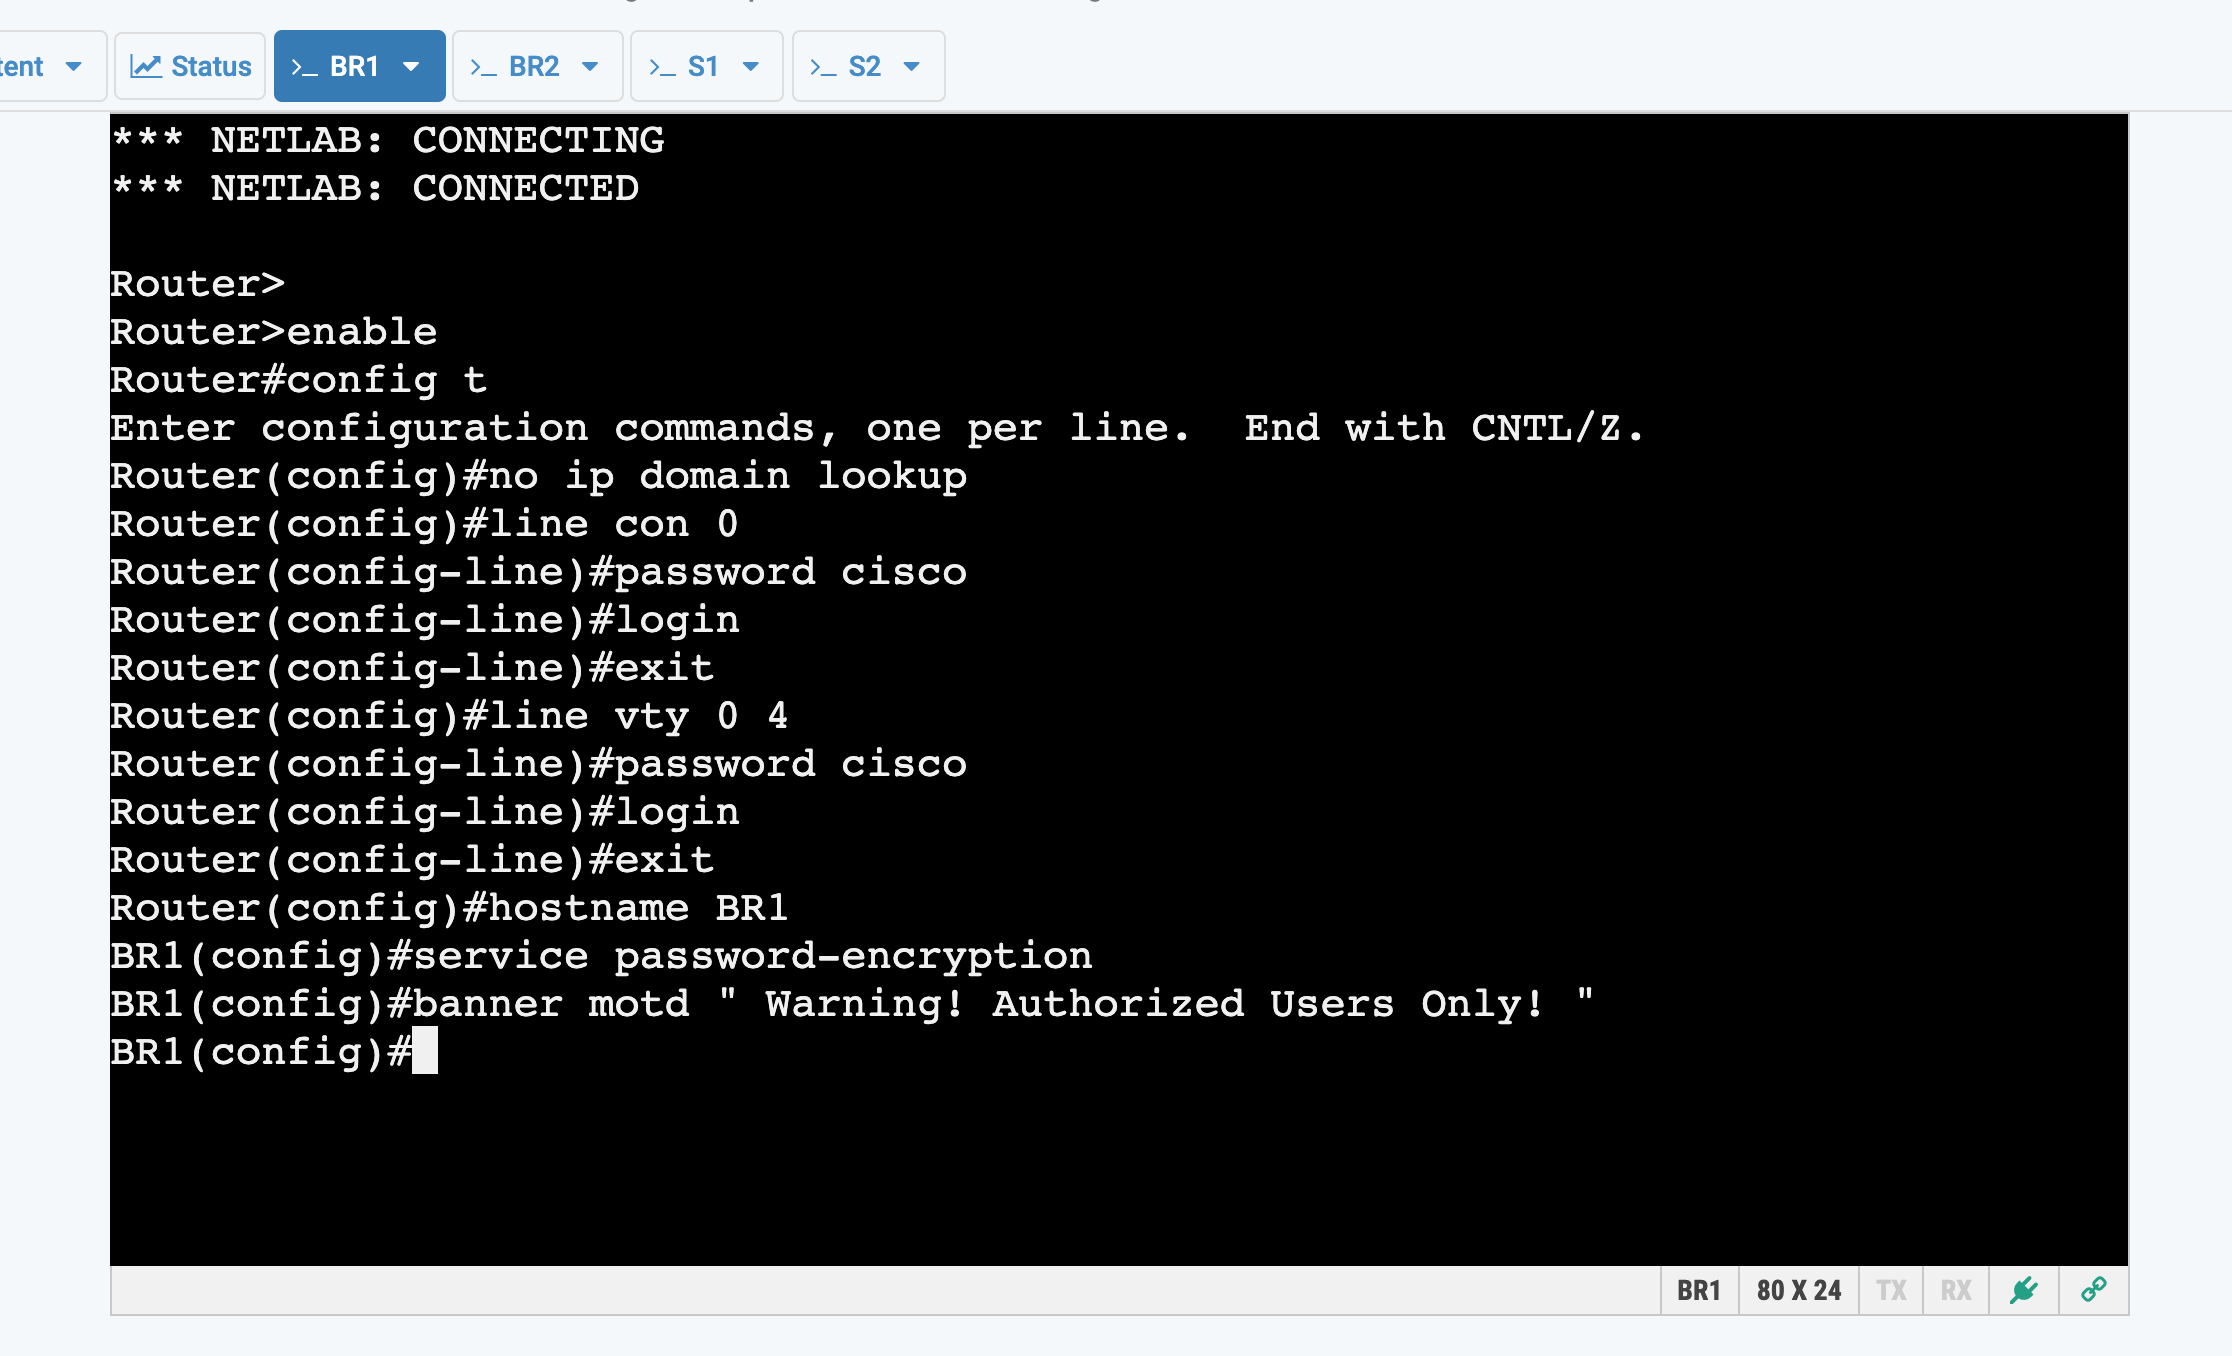 Status
>_ BR1
>_ BR2
>_ S1
>_ S2
*** NETLAB: CONNECTING
*** NETLAB: CONNECTED
Router>
Router>enable
Router#config t
Enter configuration commands, one per line.  End with CNTL/Z.
Router(config)#no ip domain lookup
Router(config)#line con 0
Router(config-line)#password cisco
Router(config-line)#login
Router(config-line)#exit
Router(config)#line vty 0 4
Router(config-line)#password cisco
Router(config-line)#login
Router(config-line)#exit
Router(config)#hostname BR1
BR1(config)#service password-encryption
BR1(config)#banner motd " Warning! Authorized Users Only! "
BR1(config)#
BR1 80 X 24 TX RX